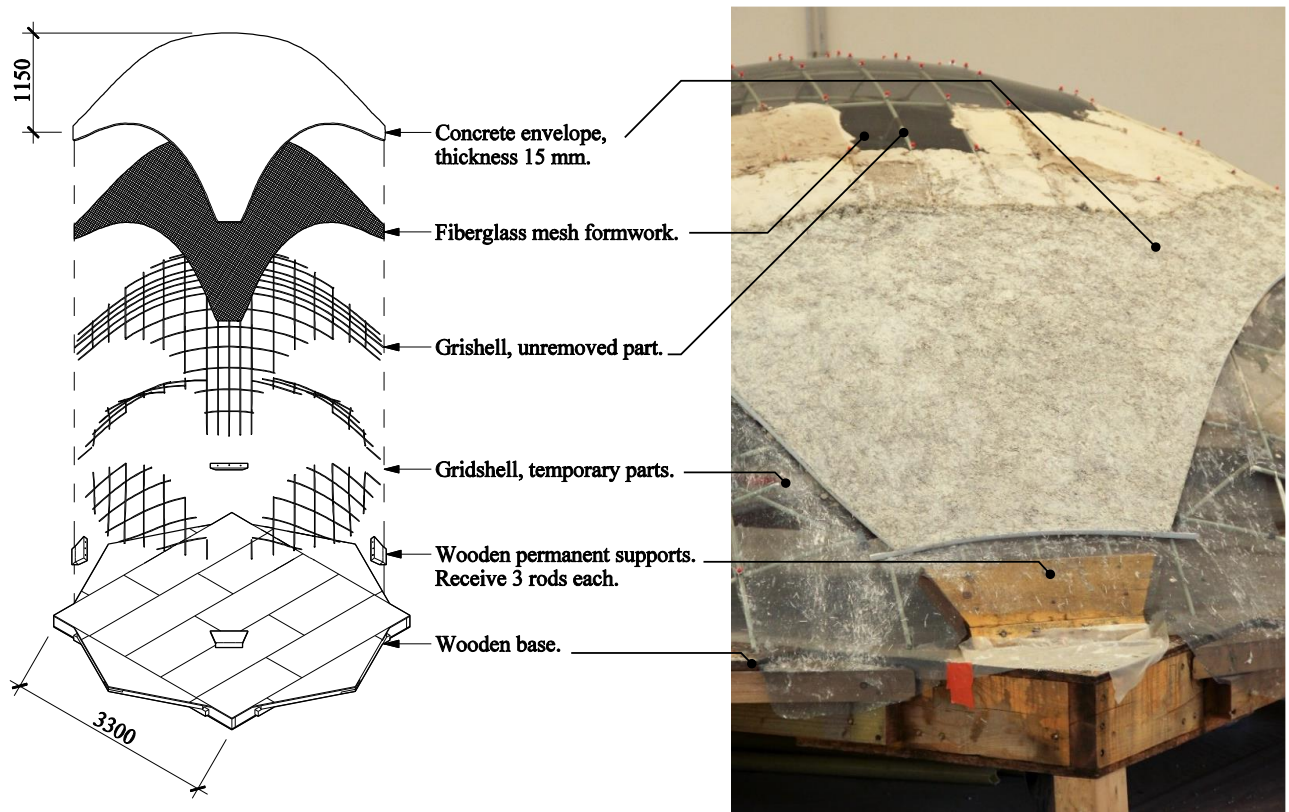 1150
Concrete envelope,
thickness 15 mm.
Fiberglass mesh formwork.
Grishell, unremoved part.
Gridshell, temporary parts.
Wooden permanent supports.
Receive 3 rods each.
Wooden base.
3300